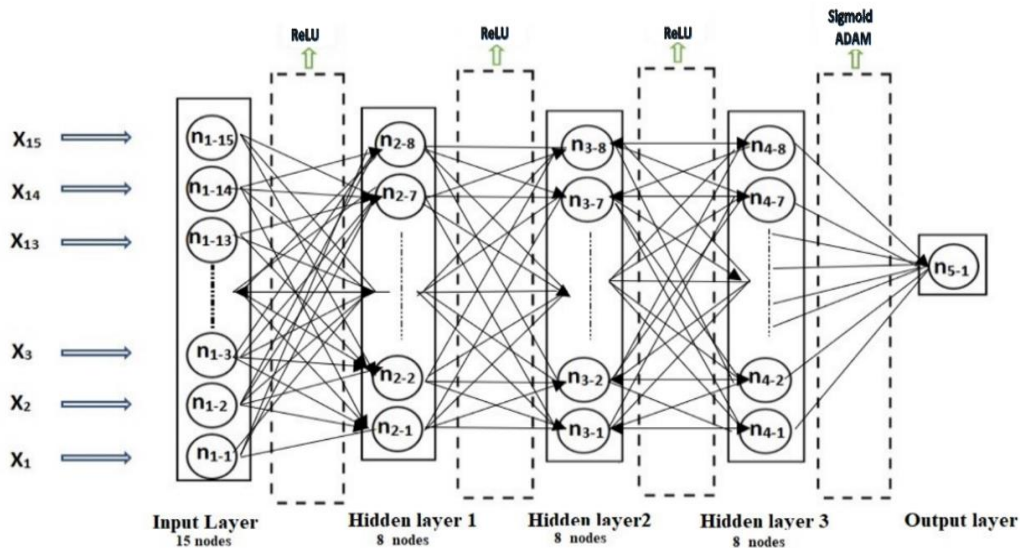 ReLU
ReLU
ReLU
Sigmoid
ADAM
X15
X14
X13
X3
X2
X1
n1-15
n1-14
n1-13
n1-3
n1-2
n1-1
n2-8
n2-7
n2-2
n2-1
n3-8
n3-7
n3-2
n3-1
n4-8
n4-7
n4-2
n4-1
n5-1
Input Layer
15 nodes
Hidden layer 1
8 nodes
Hidden layer2
8 nodes
Hidden layer 3
8 nodes
Output layer